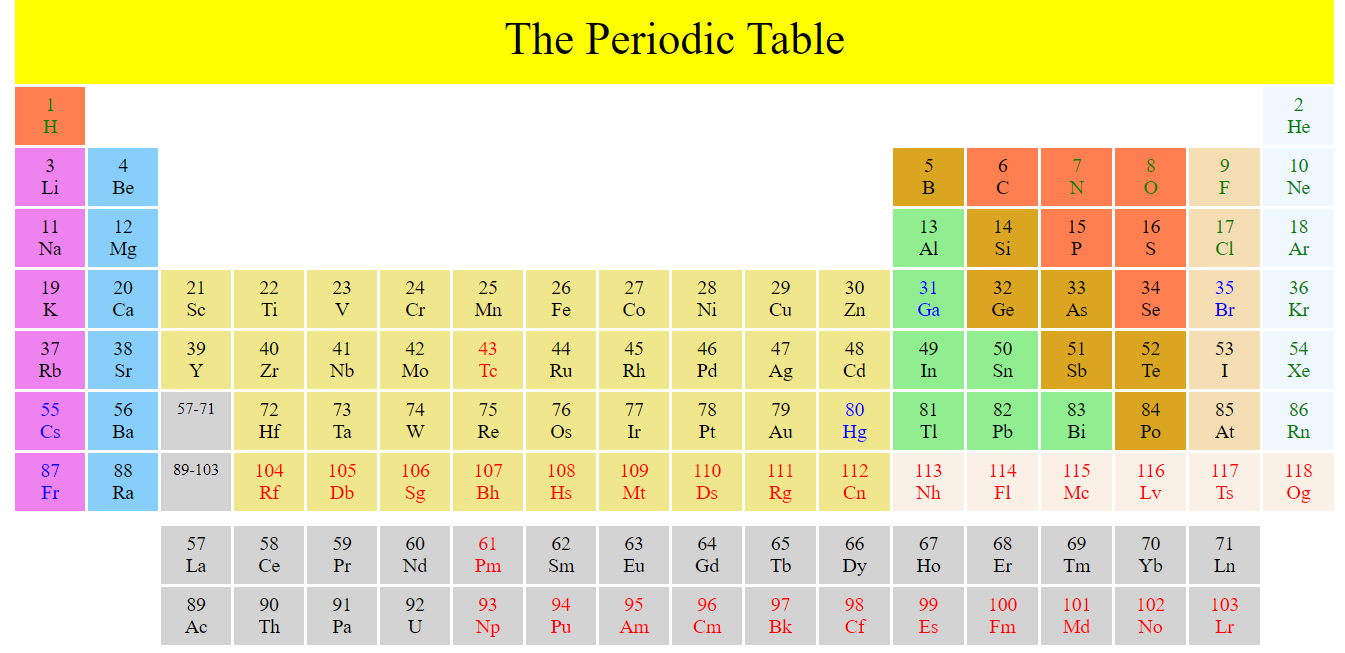 The Periodic Table
1 2
H He
3 4 5 6 7 8 9 10
Li Be B C N O F Ne
11 12 13 14 15 16 17 18
Na Mg Al Si P S Cl Ar
19 20 21 22 23 24 25 26 27 28 29 30 31 32 33 34 35 36
K Ca Sc Ti V Cr Mn Fe Co Ni Cu Zn Ga Ge As Se Br Kr
37 38 39 40 41 42 43 44 45 46 47 48 49 50 51 52 53 54
Rb Sr Y Zr Nb Mo Tc Ru Rh Pd Ag Cd In Sn Sb Te I Xe
55 56 57-71 72 73 74 75 76 77 78 79 80 81 82 83 84 85 86
Cs Ba Hf Ta W Re Os Ir Pt Au Hg Tl Pb Bi Po At Rn
87 88 89-103 104 105 106 107 108 109 110 111 112 113 114 115 116 117 118
Fr Ra Rf Db Sg Bh Hs Mt Ds Rg Cn Nh Fl Mc Lv Ts Og
57 58 59 60 61 62 63 64 65 66 67 68 69 70 71
La Ce Pr Nd Pm Sm Eu Gd Tb Dy Ho Er Tm Yb Ln
89 90 91 92 93 94 95 96 97 98 99 100 101 102 103
Ac Th Pa U Np Pu Am Cm Bk Cf Es Fm Md No Lr